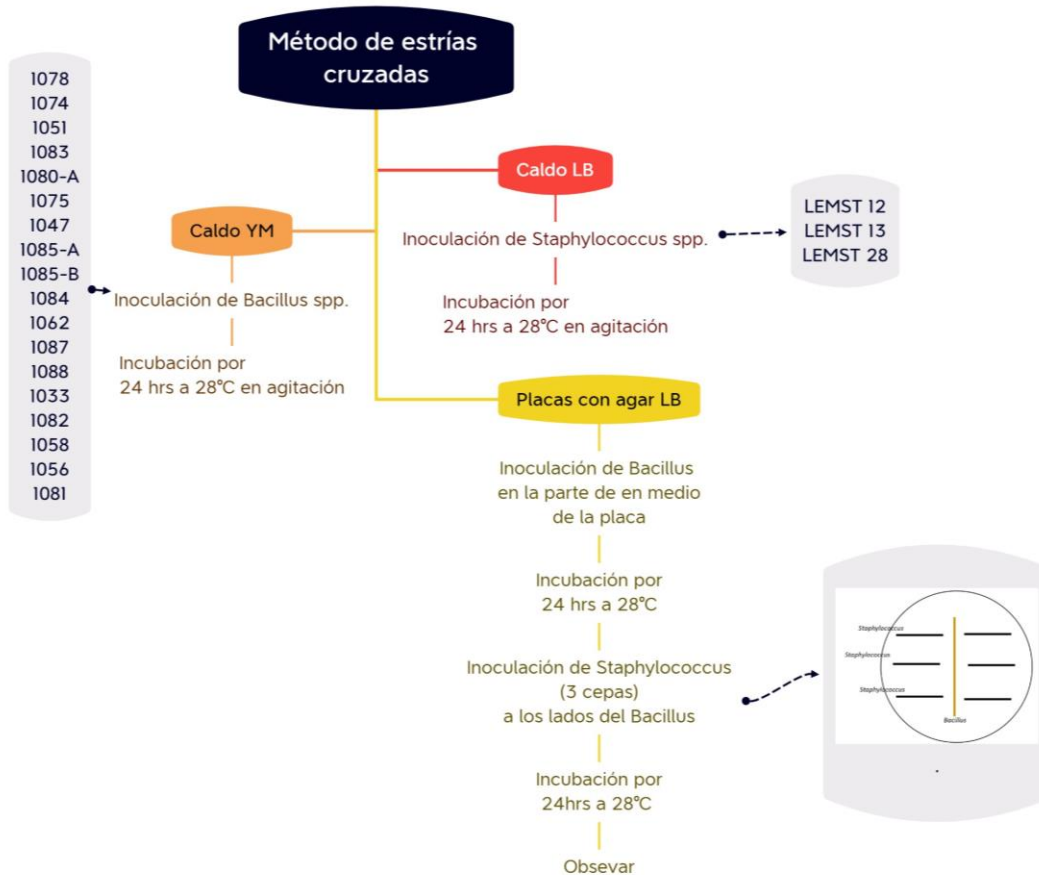 Método de estrías
cruzadas
1078
1074
1051
1083
1080-A
1075
1047
1085-A
1085-B
1084
1062
1087
1088
1033
1082
1058
1056
1081
Caldo YM
Inoculación de Bacillus spp.
Incubación por
24 hrs a 28°C en agitación
Caldo LB
Inoculación de Staphylococcus spp.
Incubación por
24 hrs a 28°C en agitación
LEMST 12
LEMST 13
LEMST 28
Placas con agar LB
Inoculación de Bacillus
en la parte de en medio
de la placa
Incubación por
24 hrs a 28°C
Inoculación de Staphylococcus
(3 cepas)
a los lados del Bacillus
Incubación por
24hrs a 28°C
Obsevar
Staphylococcus
Staphylococcus
Staphylococcus
Bacillus
.